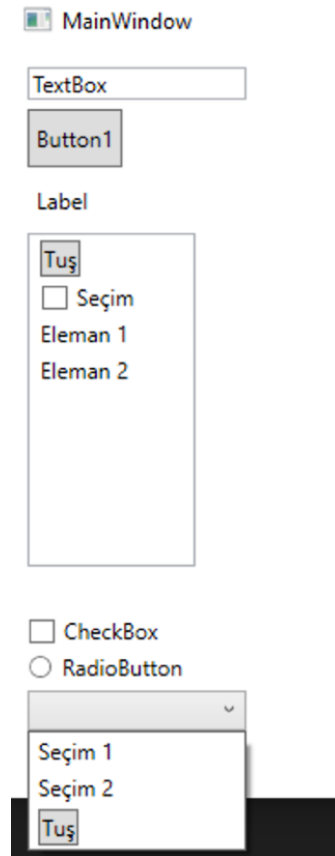 MainWindow
TextBox
Button1
Label
Tuş
Seçim
Eleman 1
Eleman 2
CheckBox
RadioButton
Seçim 1
Seçim 2
Tuş